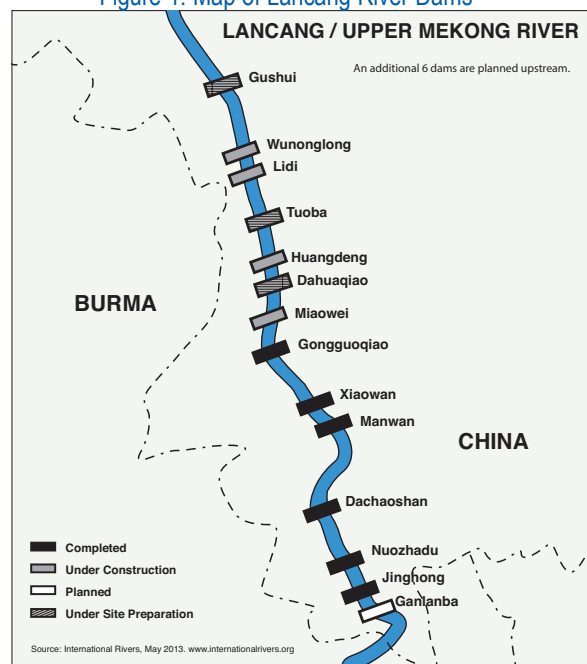 Figure 1: Map of Lancang River Dams
LANCANG / UPPER MEKONG RIVER
An additional 6 dams are planned upstream.
Gushui
Wunonglong
Lidi
Tuoba
Huangdeng
Dahuaqiao
BURMA
Miaowei
Gongguoqiao
Xiaowan
Manwan
CHINA
Dachaoshan
Nuozhadu
Jinghong
Ganlanba
Completed
Under Construction
Planned
Under Site Preparation
Source: International Rivers, May 2013. www.internationalrivers.org